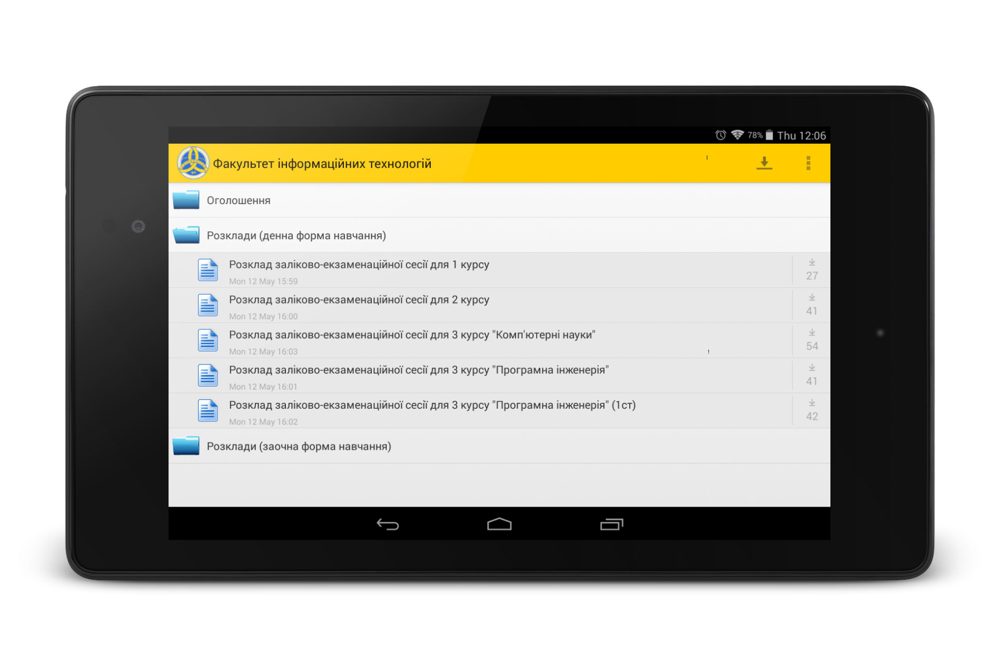 78% Thu 12:06
Факультет інформаційних технологій
Оголошення
Розклади (денна форма навчання)
Розклад заліково-екзаменаційної сесії для 1 курсу
Mon 12 May 15:59
27
Розклад заліково-екзаменаційної сесії для 2 курсу
Mon 12 May 16:00
41
Розклад заліково-екзаменаційної сесії для 3 курсу "Комп'ютерні науки"
Mon 12 May 16:03
54
Розклад заліково-екзаменаційної сесії для 3 курсу "Програмна інженерія"
Mon 12 May 16:01
41
Розклад заліково-екзаменаційної сесії для 3 курсу "Програмна інженерія" (1ст)
Mon 12 May 16:02
42
Розклади (заочна форма навчання)